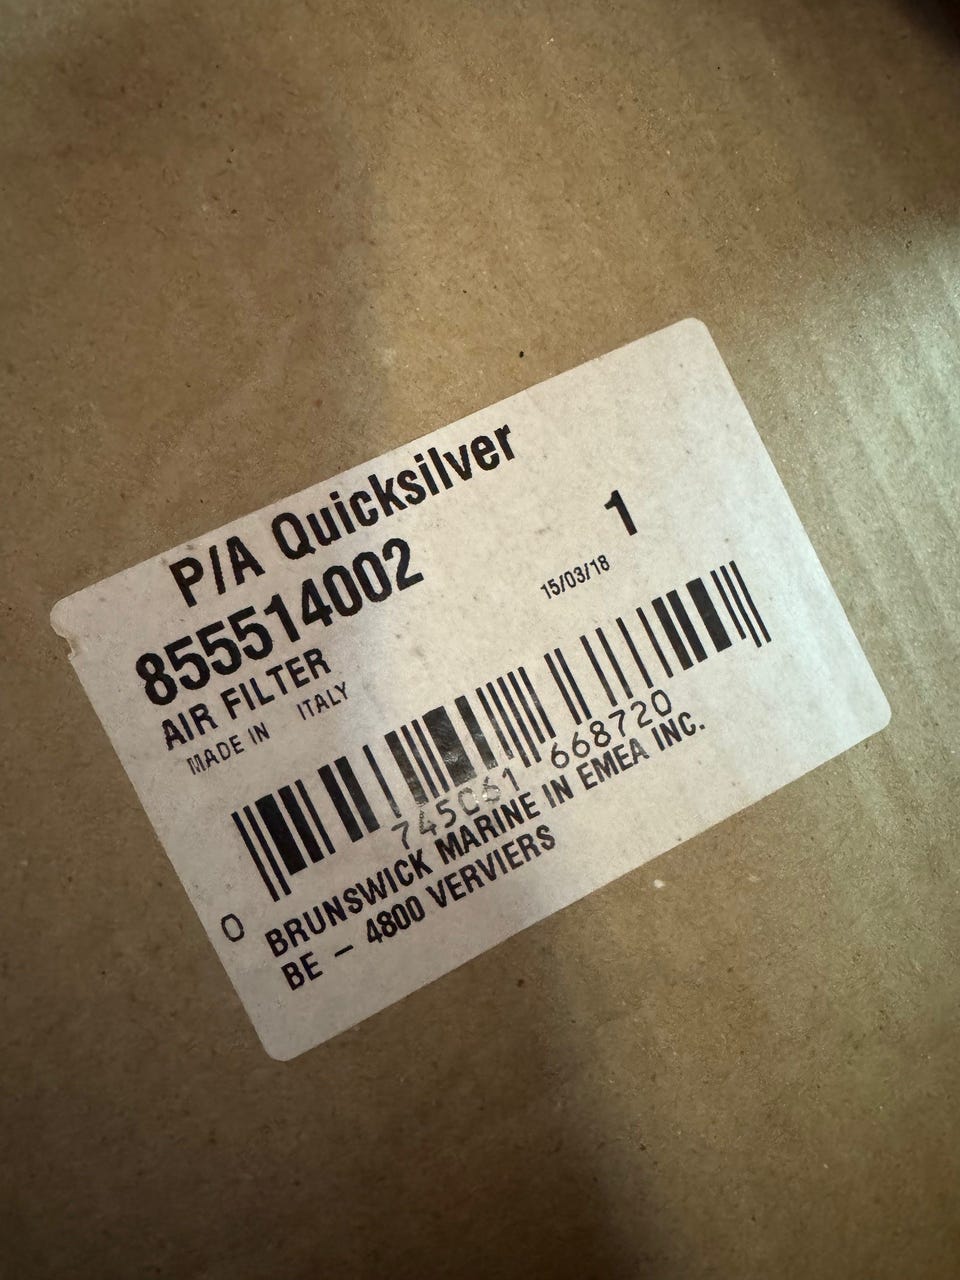 P/A Quicksilver
855514002 1
AIR FILTER 15/03/18
MADE IN ITALY
0 745061 668720
BRUNSWICK MARINE IN EMEA INC.
BE - 4800 VERVIERS